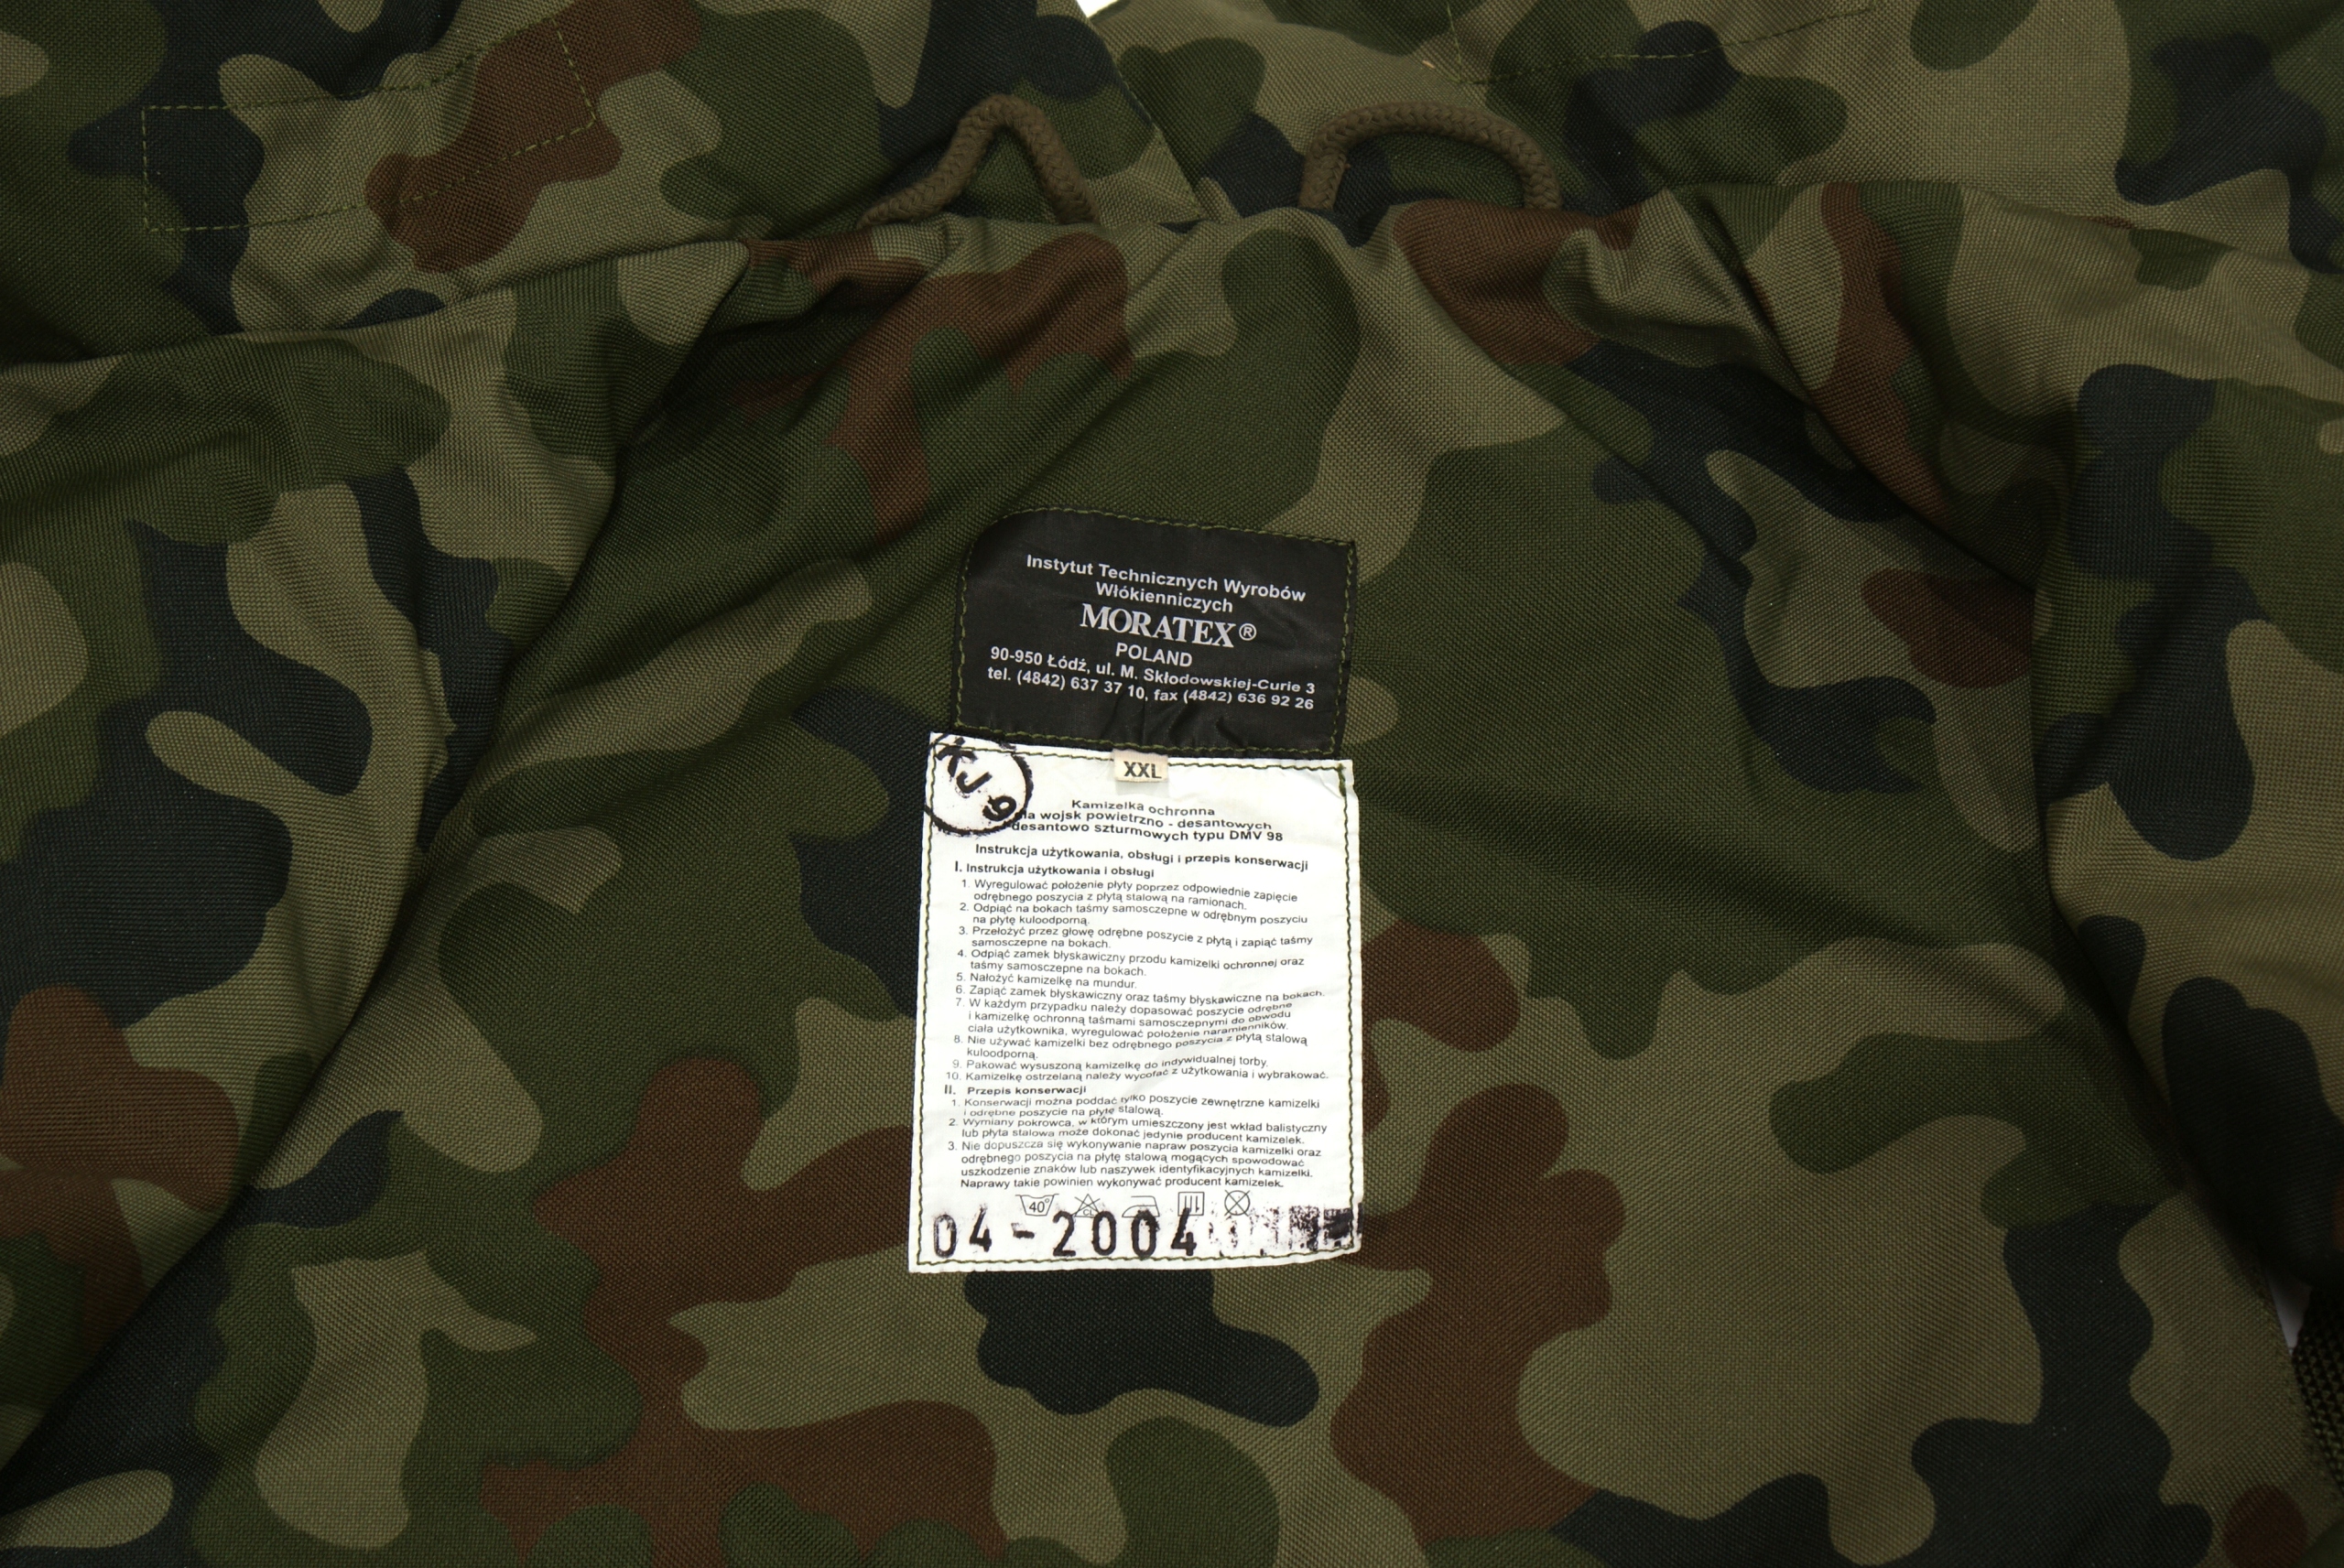 Instytut Technicznych Wyrobów
Włókienniczych
MORATEX®
POLAND
90-950 Łódź, ul. M. Skłodowskiej-Curie 3
tel. (4842) 637 37 10, fax (4842) 636 92 26
XXL
KJ 9
Kamizelka ochronna
wojsk powietrzno - desantowych
desantowo szturmowych typu DMV 98
Instrukcja użytkowania, obsługi i przepis konserwacji
I. Instrukcja użytkowania i obsługi
1. Wyregulować położenie płyty poprzez odpowiednie zapięcie
odrębnego poszycia z płytą stalową na ramionach.
2. Odpiąć na bokach taśmy samosczepne w odrębnym poszyciu
na płytę kuloodporną.
3. Przełożyć przez głowę odrębne poszycie z płytą i zapiąć taśmy
samosczepne na bokach.
4. Odpiąć zamek błyskawiczny przodu kamizelki ochronnej oraz
taśmy samosczepne na bokach.
5. Nałożyć kamizelkę na mundur.
6. Zapiąć zamek błyskawiczny oraz taśmy błyskawiczne na bokach.
7. W każdym przypadku należy dopasować poszycie odrębne
i kamizelkę ochronną taśmami samosczepnymi do obwodu
ciała użytkownika, wyregulować położenie naramienników.
8. Nie używać kamizelki bez odrębnego poszycia z płytą stalową
kuloodporną.
9. Pakować wysuszoną kamizelkę do indywidualnej torby.
10. Kamizelkę ostrzelaną należy wycofać z użytkowania i wybrakować.
II. Przepis konserwacji
1. Konserwacji można poddać tylko poszycie zewnętrzne kamizelki
i odrębne poszycie na płytę stalową.
2. Wymiany pokrowca, w którym umieszczony jest wkład balistyczny
lub płyta stalowa może dokonać jedynie producent kamizelek.
3. Nie dopuszcza się wykonywanie napraw poszycia kamizelki oraz
odrębnego poszycia na płytę stalową mogących spowodować
uszkodzenie znaków lub naszywek identyfikacyjnych kamizelki.
Naprawy takie powinien wykonywać producent kamizelek.
40° CL
04-2004